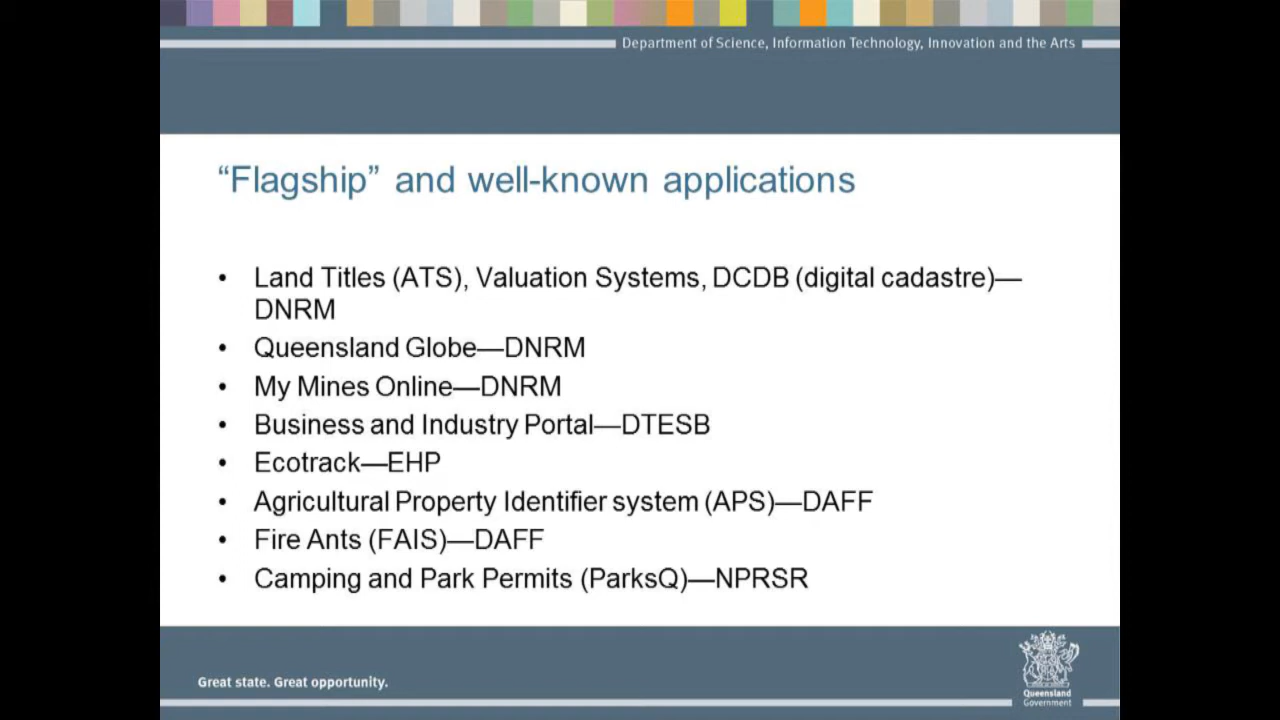 Department of Science, Information Technology, Innovation and the Arts
“Flagship” and well-known applications
• Land Titles (ATS), Valuation Systems, DCDB (digital cadastre)—
DNRM
• Queensland Globe—DNRM
• My Mines Online—DNRM
• Business and Industry Portal—DTESB
• Ecotrack—EHP
• Agricultural Property Identifier system (APS)—DAFF
• Fire Ants (FAIS)—DAFF
• Camping and Park Permits (ParksQ)—NPRSR
Great state. Great opportunity.
Queensland
Government